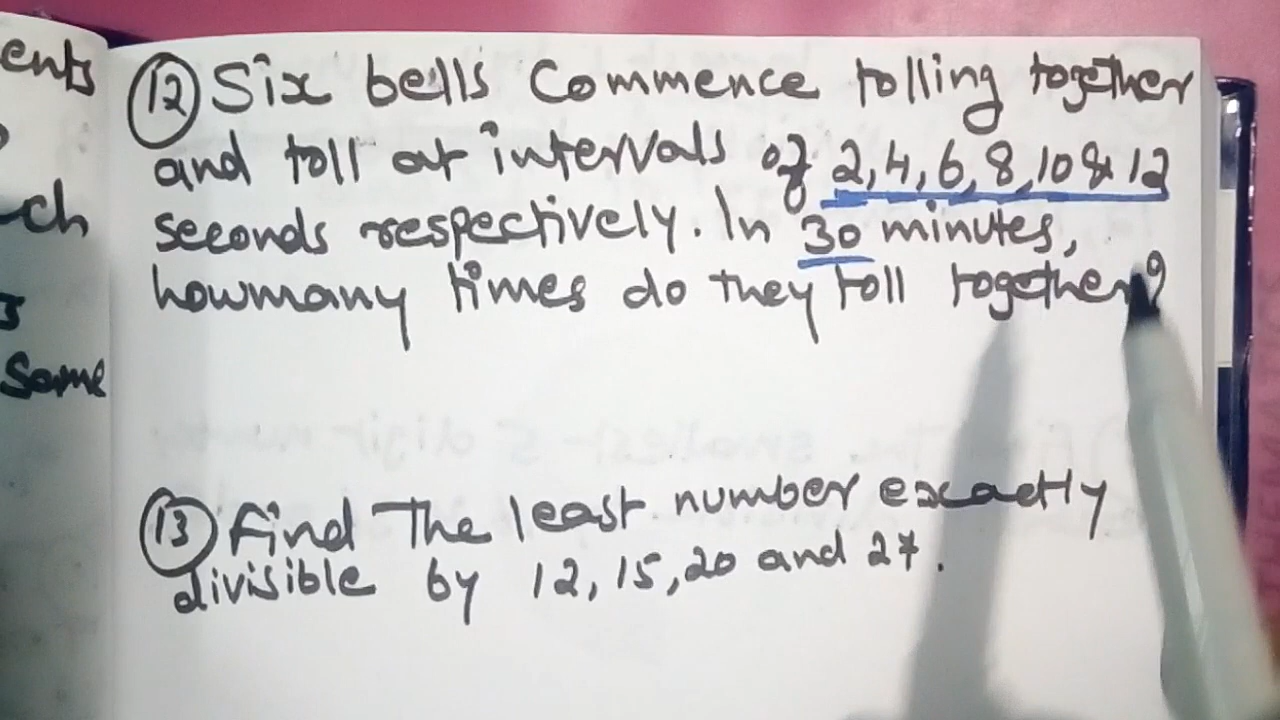 ents
ch
Same
12 Six bells Commence tolling together
and toll at intervals of 2, 4, 6, 8, 10 & 12
seconds respectively. In 30 minutes,
howmany times do they toll together?
13 Find The least number exactly
divisible by 12, 15, 20 and 27.